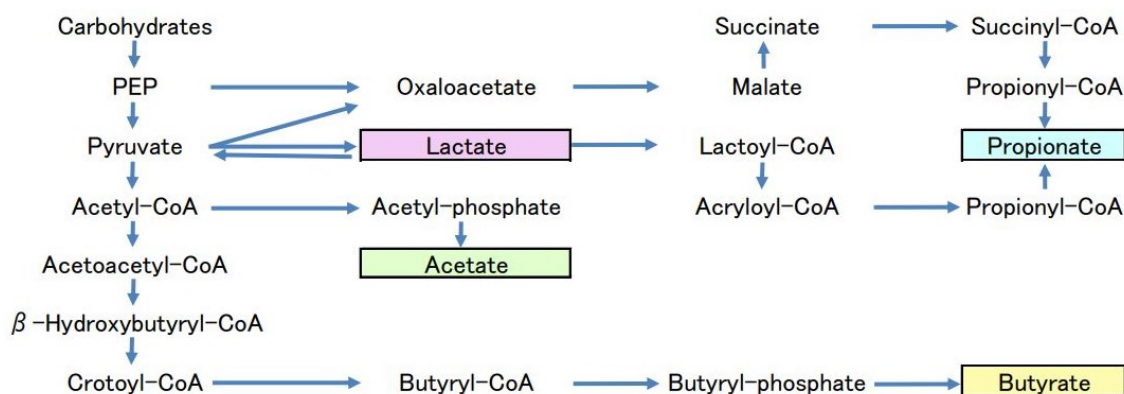 Carbohydrates
Succinate
Succinyl-CoA
PEP
Oxaloacetate
Malate
Propionyl-CoA
Pyruvate
Lactate
Lactoyl-CoA
Propionate
Acetyl-CoA
Acetyl-phosphate
Acryloyl-CoA
Propionyl-CoA
Acetoacetyl-CoA
Acetate
β-Hydroxybutyryl-CoA
Crotoyl-CoA
Butyryl-CoA
Butyryl-phosphate
Butyrate